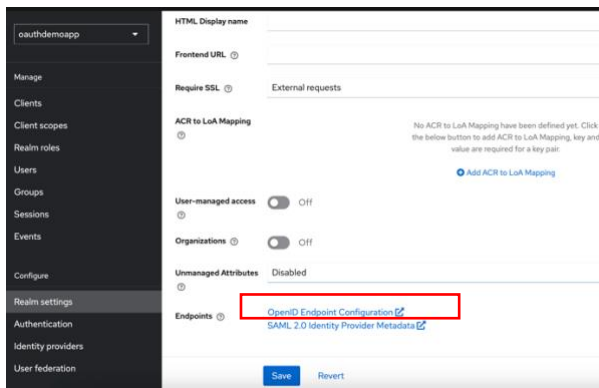 oauthdemoapp
Manage
Clients
Client scopes
Realm roles
Users
Groups
Sessions
Events
Configure
Realm settings
Authentication
Identity providers
User federation
HTML Display name
Frontend URL
Require SSL
External requests
ACR to LoA Mapping
No ACR to LoA Mapping have been defined yet. Click
the below button to add ACR to LoA Mapping, key and
value are required for a key pair.
Add ACR to LoA Mapping
User-managed access
Off
Organizations
Off
Unmanaged Attributes
Disabled
Endpoints
OpenID Endpoint Configuration
SAML 2.0 Identity Provider Metadata
Save
Revert